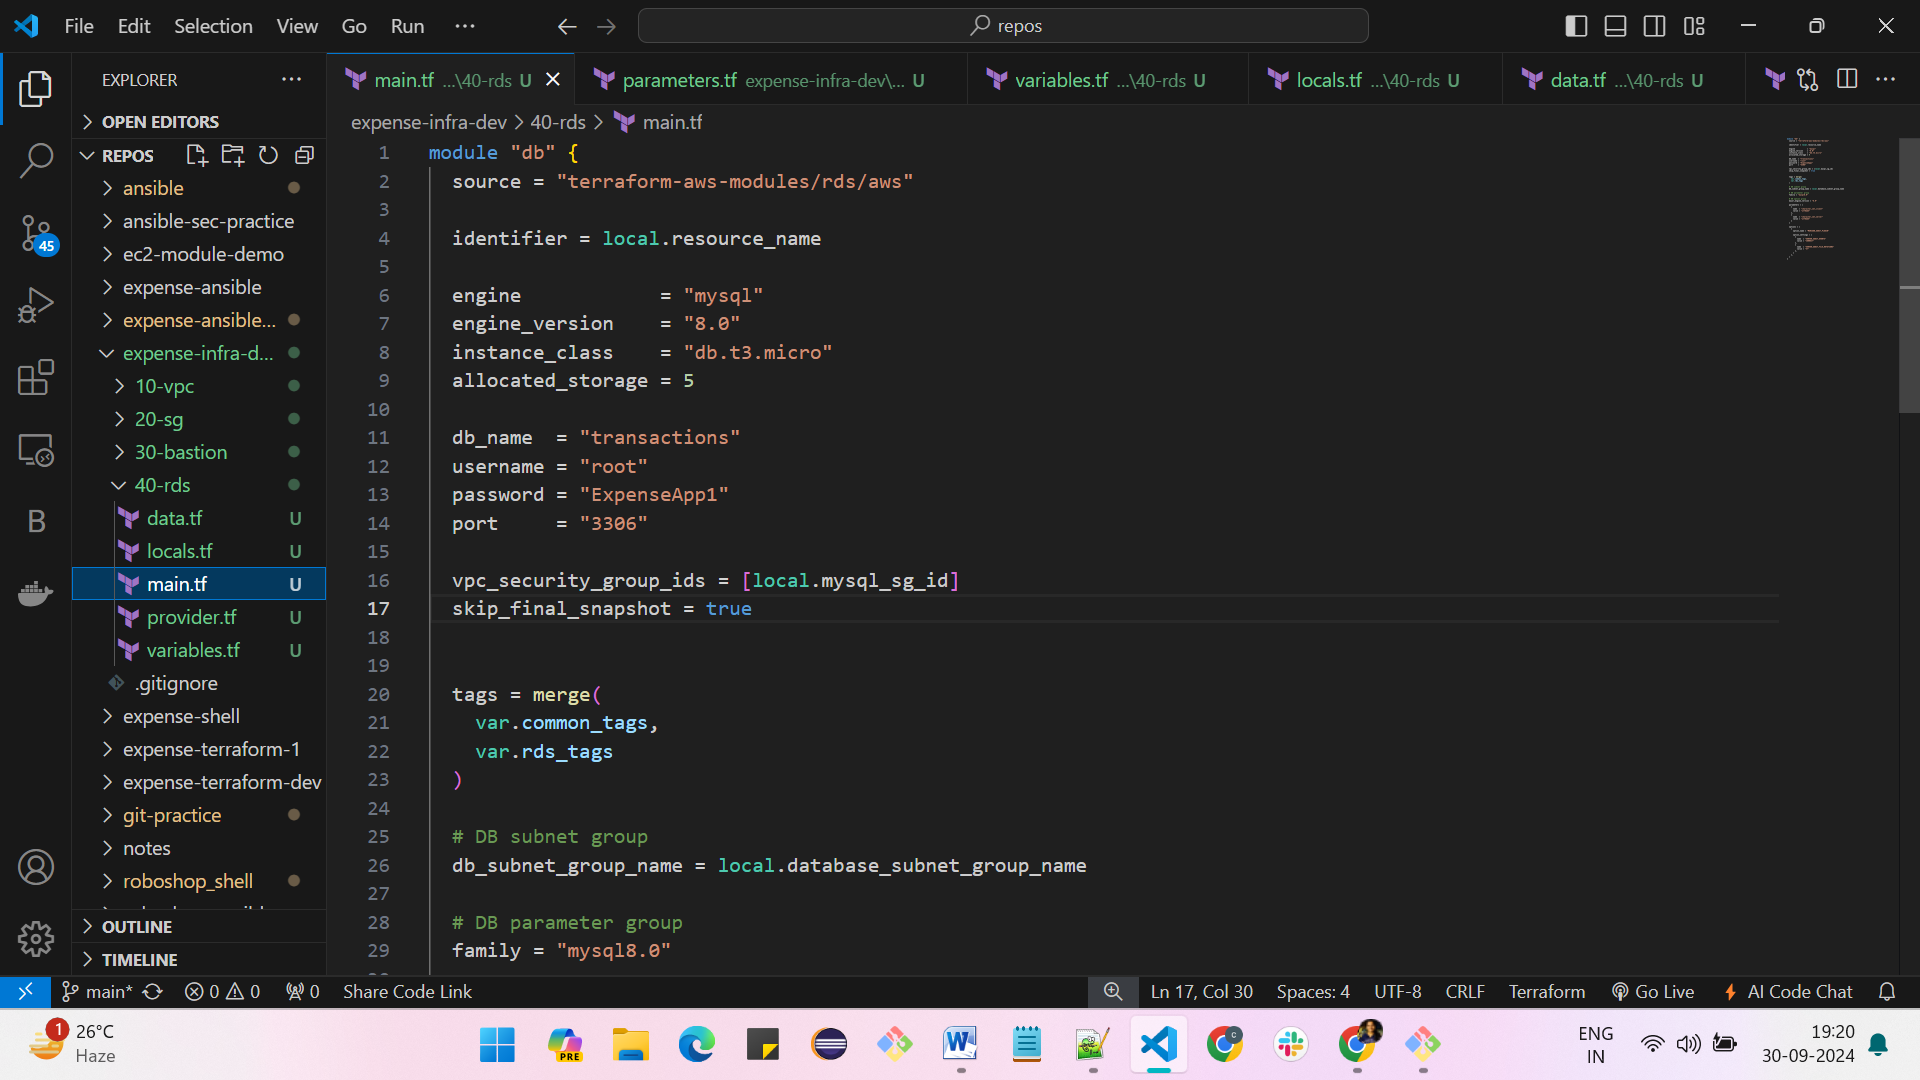 File Edit Selection View Go Run ···
repos
EXPLORER ···
OPEN EDITORS
REPOS
ansible
ansible-sec-practice
ec2-module-demo
expense-ansible
expense-ansible...
expense-infra-d...
10-vpc
20-sg
30-bastion
40-rds
data.tf U
locals.tf U
main.tf U
provider.tf U
variables.tf U
.gitignore
expense-shell
expense-terraform-1
expense-terraform-dev
git-practice
notes
roboshop_shell
OUTLINE
TIMELINE
45
B
main.tf ...\40-rds U
parameters.tf expense-infra-dev\... U
variables.tf ...\40-rds U
locals.tf ...\40-rds U
data.tf ...\40-rds U
expense-infra-dev > 40-rds > main.tf
1 module "db" {
2 source = "terraform-aws-modules/rds/aws"
3
4 identifier = local.resource_name
5
6 engine = "mysql"
7 engine_version = "8.0"
8 instance_class = "db.t3.micro"
9 allocated_storage = 5
10
11 db_name = "transactions"
12 username = "root"
13 password = "ExpenseApp1"
14 port = "3306"
15
16 vpc_security_group_ids = [local.mysql_sg_id]
17 skip_final_snapshot = true
18
19
20 tags = merge(
21 var.common_tags,
22 var.rds_tags
23 )
24
25 # DB subnet group
26 db_subnet_group_name = local.database_subnet_group_name
27
28 # DB parameter group
29 family = "mysql8.0"
main* 0 0 0 Share Code Link
Ln 17, Col 30 Spaces: 4 UTF-8 CRLF Terraform Go Live AI Code Chat
1 26°C
Haze
PRE
W
C
ENG
IN
19:20
30-09-2024